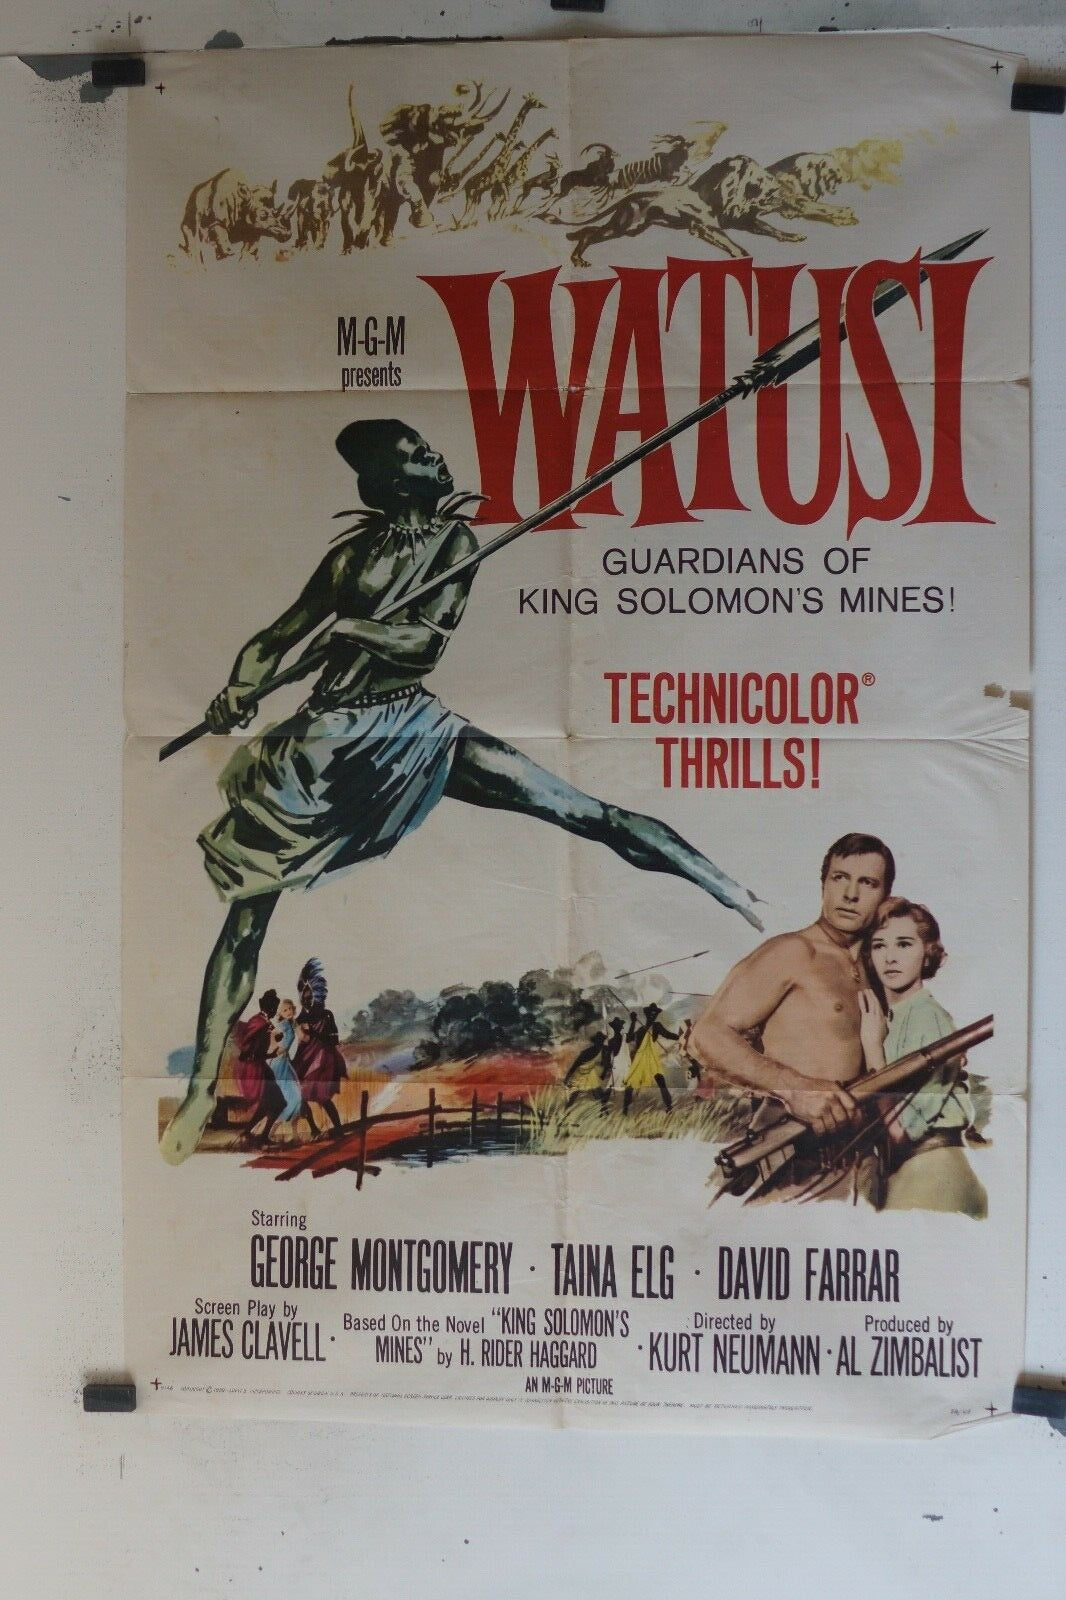 M-G-M
presents
WATUSI
GUARDIANS OF
KING SOLOMON'S MINES!
TECHNICOLOR®
THRILLS!
Starring
GEORGE MONTGOMERY · TAINA ELG · DAVID FARRAR
Screen Play by
JAMES CLAVELL ·
Based On the Novel "KING SOLOMON'S
MINES" by H. RIDER HAGGARD
Directed by
· KURT NEUMANN ·
Produced by
AL ZIMBALIST
AN M-G-M PICTURE